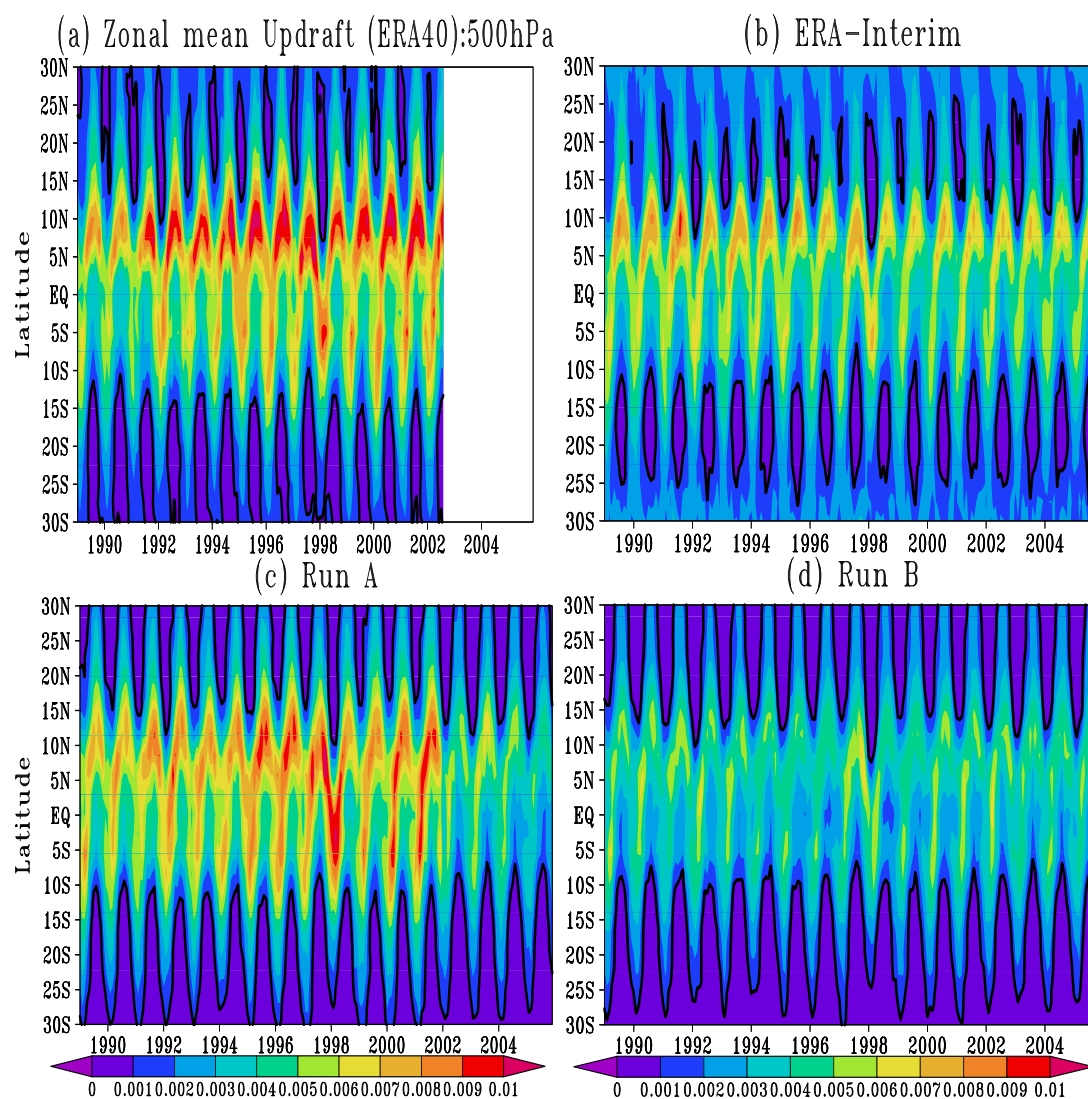 (a) Zonal mean Updraft (ERA40):500hPa
(b) ERA-Interim
30N
25N
20N
15N
10N
5N
EQ
5S
10S
15S
20S
25S
30S
Latitude
1990 1992 1994 1996 1998 2000 2002 2004
30N
25N
20N
15N
10N
5N
EQ
5S
10S
15S
20S
25S
30S
1990 1992 1994 1996 1998 2000 2002 2004
(c) Run A
(d) Run B
30N
25N
20N
15N
10N
5N
EQ
5S
10S
15S
20S
25S
30S
Latitude
1990 1992 1994 1996 1998 2000 2002 2004
30N
25N
20N
15N
10N
5N
EQ
5S
10S
15S
20S
25S
30S
1990 1992 1994 1996 1998 2000 2002 2004
0 0.001 0.002 0.003 0.004 0.005 0.006 0.007 0.008 0.009 0.01
0 0.001 0.002 0.003 0.004 0.005 0.006 0.007 0.008 0.009 0.01